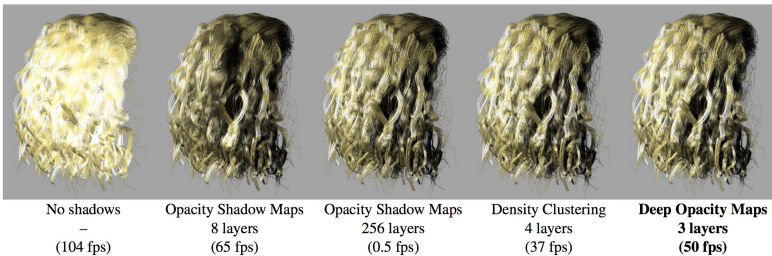 No shadows
–
(104 fps)
Opacity Shadow Maps
8 layers
(65 fps)
Opacity Shadow Maps
256 layers
(0.5 fps)
Density Clustering
4 layers
(37 fps)
Deep Opacity Maps
3 layers
(50 fps)